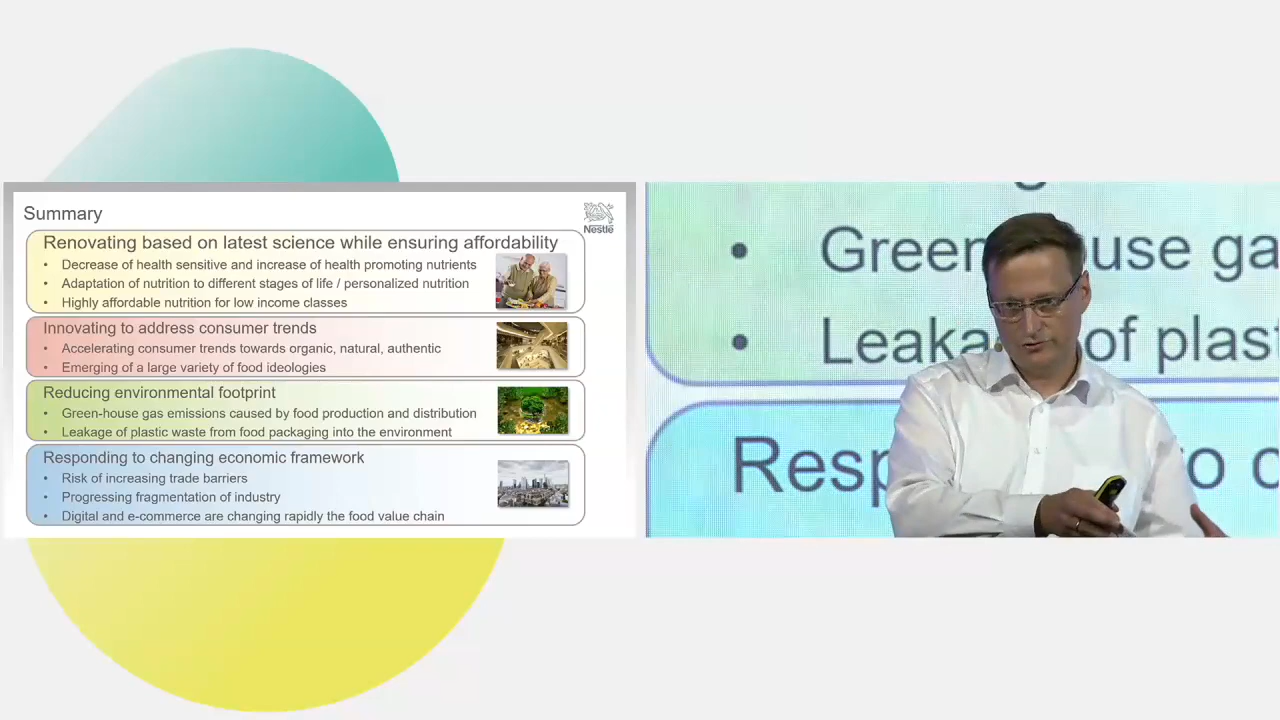 Summary
Nestlé
Renovating based on latest science while ensuring affordability
• Decrease of health sensitive and increase of health promoting nutrients
• Adaptation of nutrition to different stages of life / personalized nutrition
• Highly affordable nutrition for low income classes
Innovating to address consumer trends
• Accelerating consumer trends towards organic, natural, authentic
• Emerging of a large variety of food ideologies
Reducing environmental footprint
• Green-house gas emissions caused by food production and distribution
• Leakage of plastic waste from food packaging into the environment
Responding to changing economic framework
• Risk of increasing trade barriers
• Progressing fragmentation of industry
• Digital and e-commerce are changing rapidly the food value chain
• Green use ga
• Leaka of plast
Resp o c